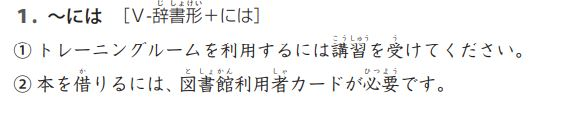 1．～には ［V-辞書形＋には］
① トレーニングルームを利用するには講習を受けてください。
② 本を借りるには、図書館利用者カードが必要です。